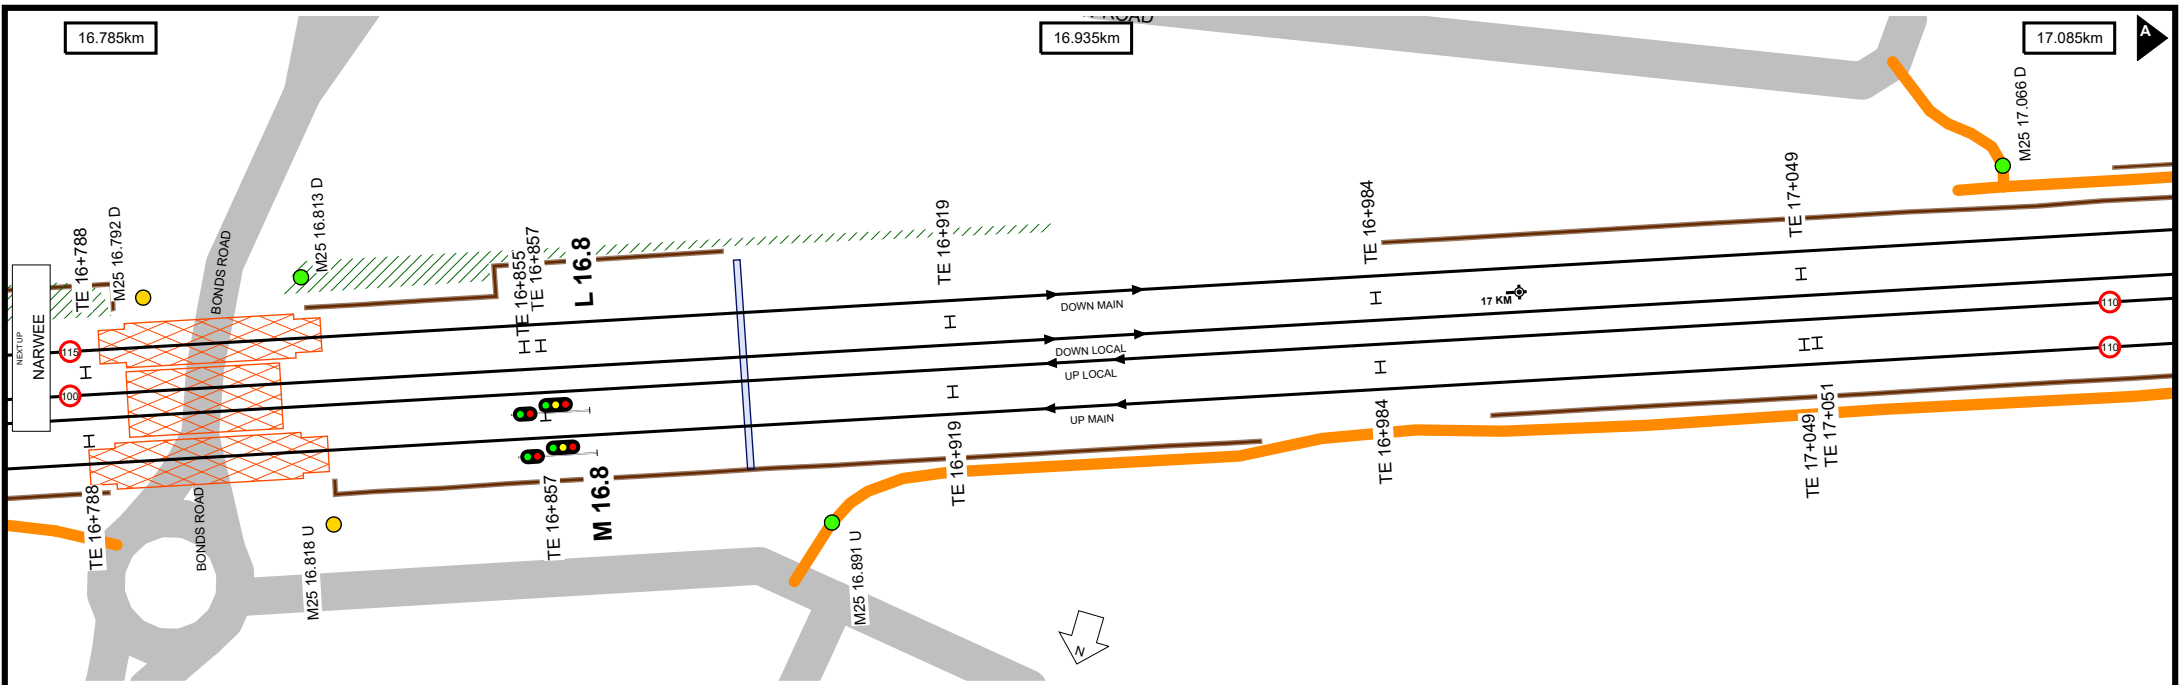 16.785km
16.935km
17.085km
A
ROAD
M25 17.066 D
TE 17+049
TE 16+984
TE 16+919
M25 16.813 D
BONDS ROAD
TE 16+788
M25 16.792 D
TE 16+855
TE 16+857
L 16.8
NEXT UP
NARWEE
115
100
DOWN MAIN
DOWN LOCAL
UP LOCAL
UP MAIN
17 KM
110
110
TE 16+788
BONDS ROAD
M25 16.818 U
TE 16+857
M 16.8
M25 16.891 U
TE 16+919
TE 16+984
TE 17+049
TE 17+051
N